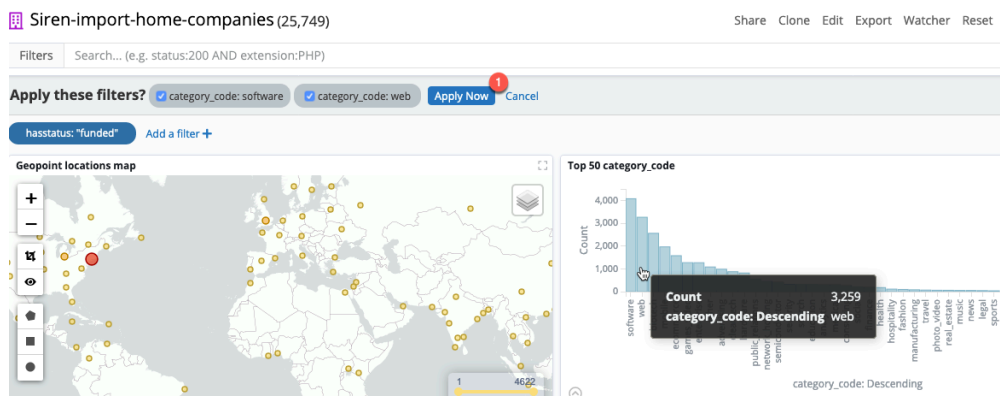 Siren-import-home-companies (25,749)
Share Clone Edit Export Watcher Reset
Filters Search... (e.g. status:200 AND extension:PHP)
1
Apply these filters? category_code: software category_code: web Apply Now Cancel
hasstatus: "funded" Add a filter +
Geopoint locations map
Top 50 category_code
4,000
3,000
2,000
1,000
0
Count
Count 3,259
category_code: Descending web
software
web
health
hospitality
fashion
manufacturing
travel
photo_video
real_estate
music
news
legal
sports
category_code: Descending
1 4622